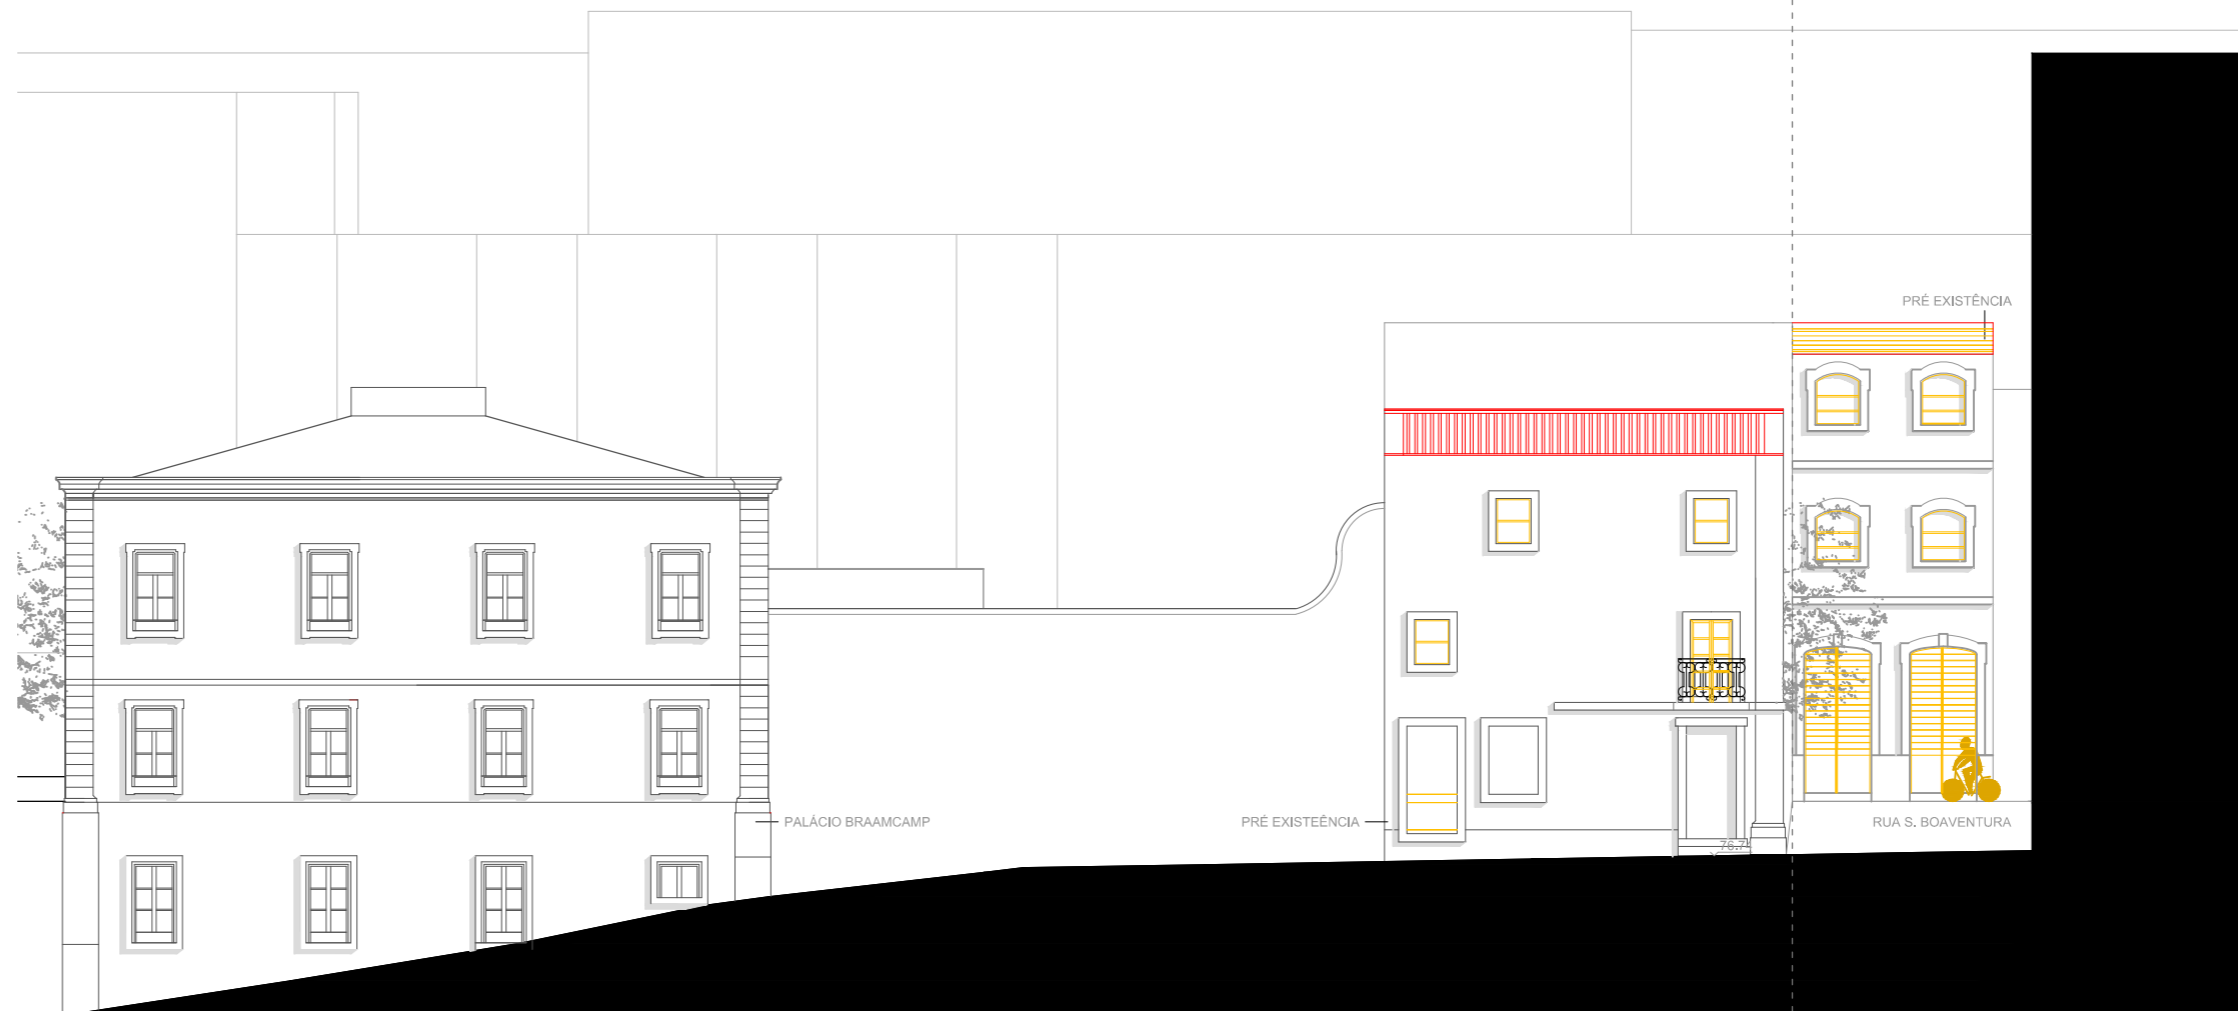 PRÉ EXISTÊNCIA
PALÁCIO BRAAMCAMP
PRÉ EXISTEÊNCIA
RUA S. BOAVENTURA